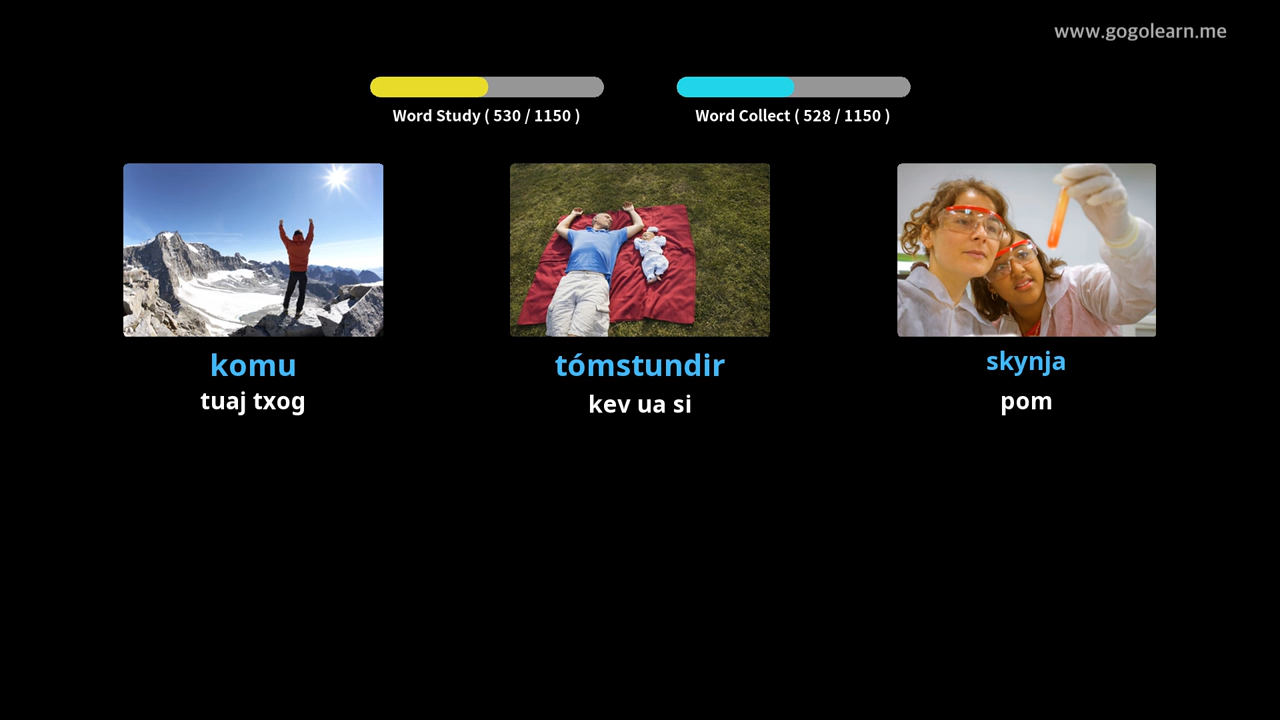 www.gogolearn.me
Word Study ( 530 / 1150 )
Word Collect ( 528 / 1150 )
komu
tuaj txog
tómstundir
kev ua si
skynja
pom